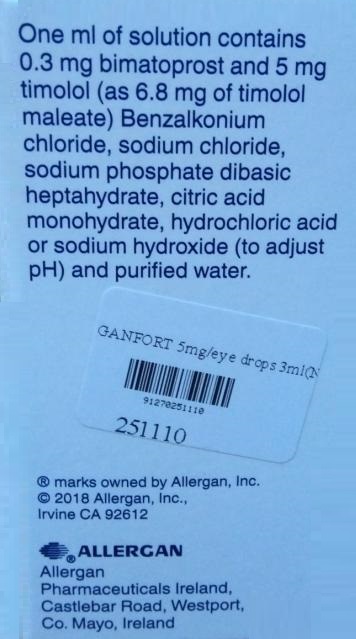 One ml of solution contains
0.3 mg bimatoprost and 5 mg
timolol (as 6.8 mg of timolol
maleate) Benzalkonium
chloride, sodium chloride,
sodium phosphate dibasic
heptahydrate, citric acid
monohydrate, hydrochloric acid
or sodium hydroxide (to adjust
pH) and purified water.
GANFORT 5mg/eye drops 3ml(N
91270251110
251110
® marks owned by Allergan, Inc.
© 2018 Allergan, Inc.,
Irvine CA 92612
® ALLERGAN
Allergan
Pharmaceuticals Ireland,
Castlebar Road, Westport,
Co. Mayo, Ireland